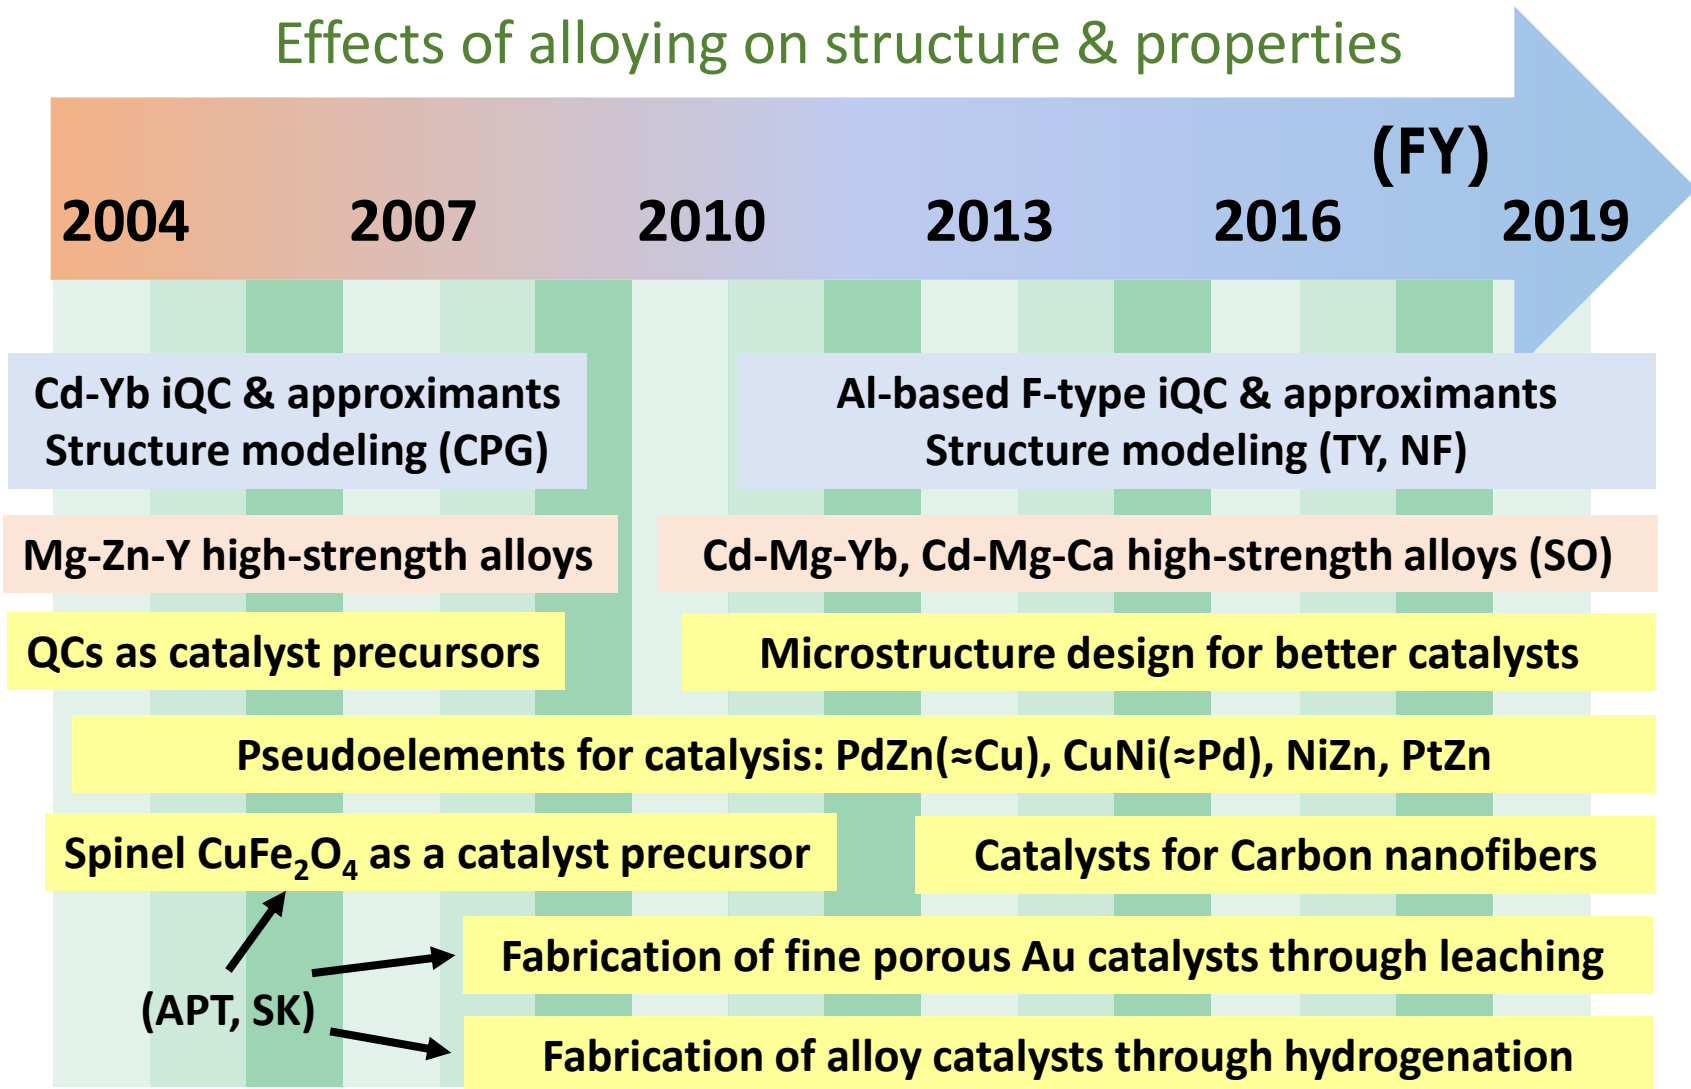 Effects of alloying on structure & properties
(FY)
2004 2007 2010 2013 2016 2019
Cd-Yb iQC & approximants
Structure modeling (CPG)
Al-based F-type iQC & approximants
Structure modeling (TY, NF)
Mg-Zn-Y high-strength alloys
Cd-Mg-Yb, Cd-Mg-Ca high-strength alloys (SO)
QCs as catalyst precursors
Microstructure design for better catalysts
Pseudoelements for catalysis: PdZn(≈Cu), CuNi(≈Pd), NiZn, PtZn
Spinel CuFe₂O₄ as a catalyst precursor
Catalysts for Carbon nanofibers
Fabrication of fine porous Au catalysts through leaching
(APT, SK)
Fabrication of alloy catalysts through hydrogenation